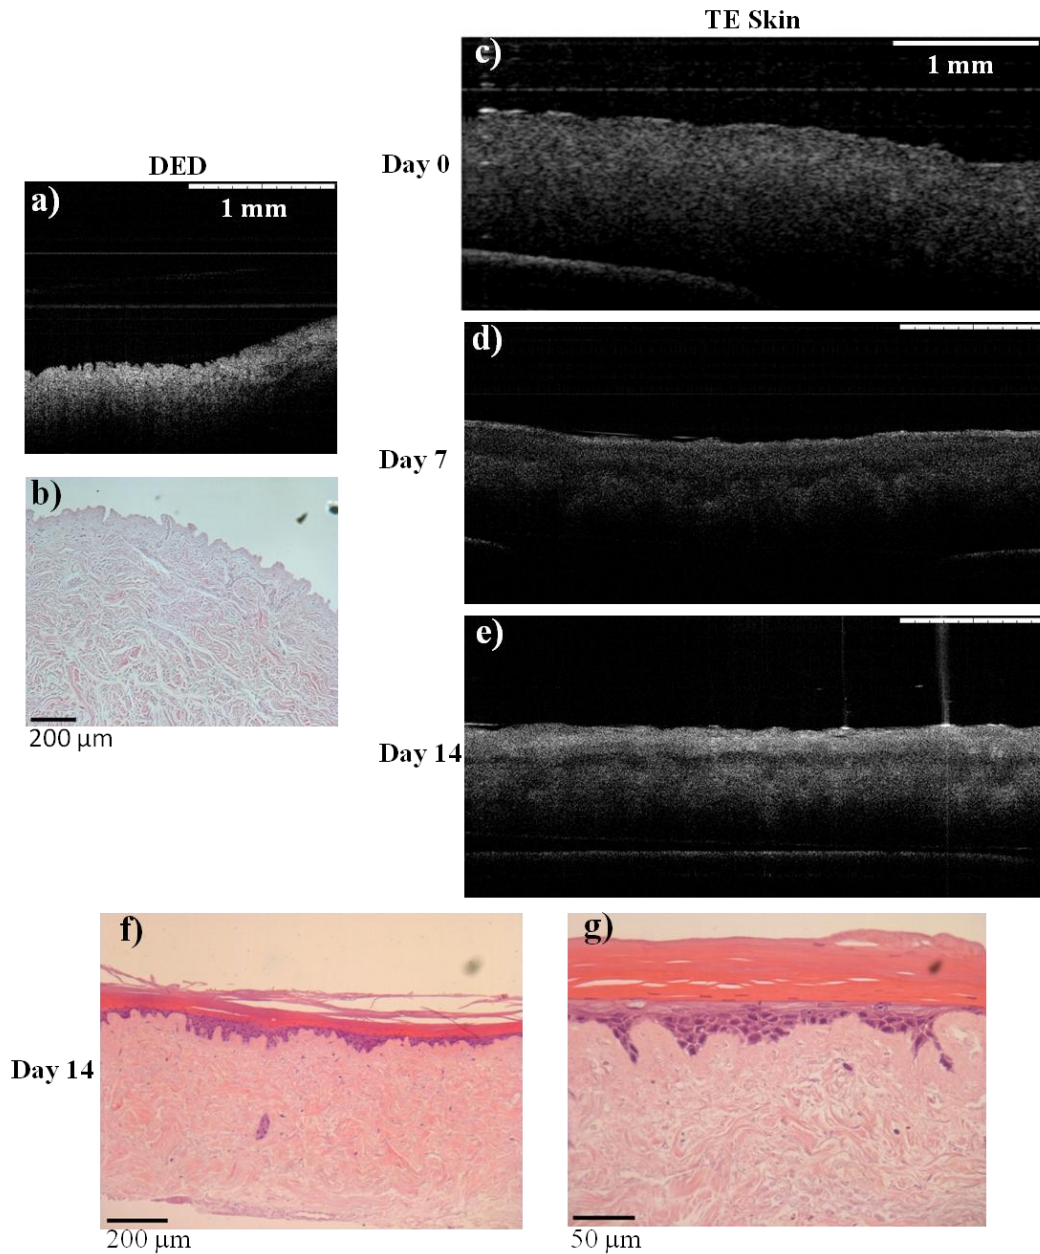 TE Skin
c)
1 mm
Day 0
DED
a)
1 mm
d)
Day 7
b)
200 µm
e)
Day 14
f)
g)
Day 14
200 µm
50 µm